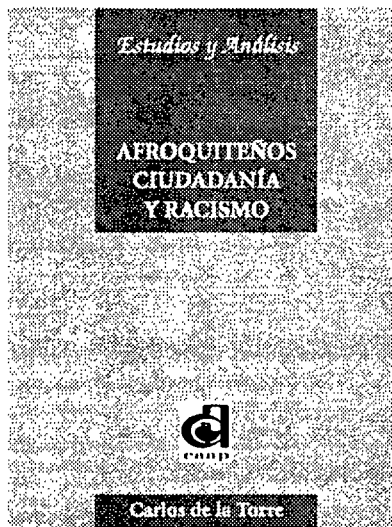 Estudios y Análisis
AFROQUITEÑOS
CIUDADANÍA
Y RACISMO
caap
Carlos de la Torre